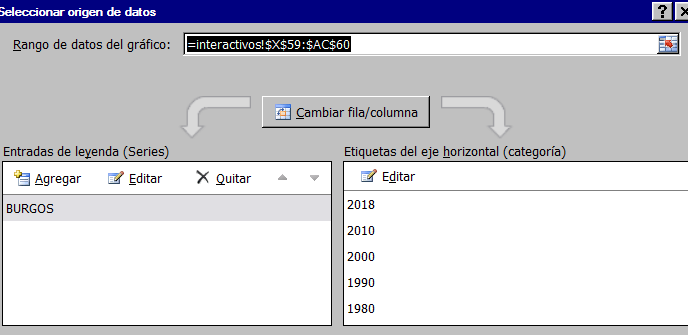 Seleccionar origen de datos
Rango de datos del gráfico: =interactivos!$X$59:$AC$60
Cambiar fila/columna
Entradas de leyenda (Series)
Agregar Editar Quitar
BURGOS
Etiquetas del eje horizontal (categoría)
Editar
2018
2010
2000
1990
1980